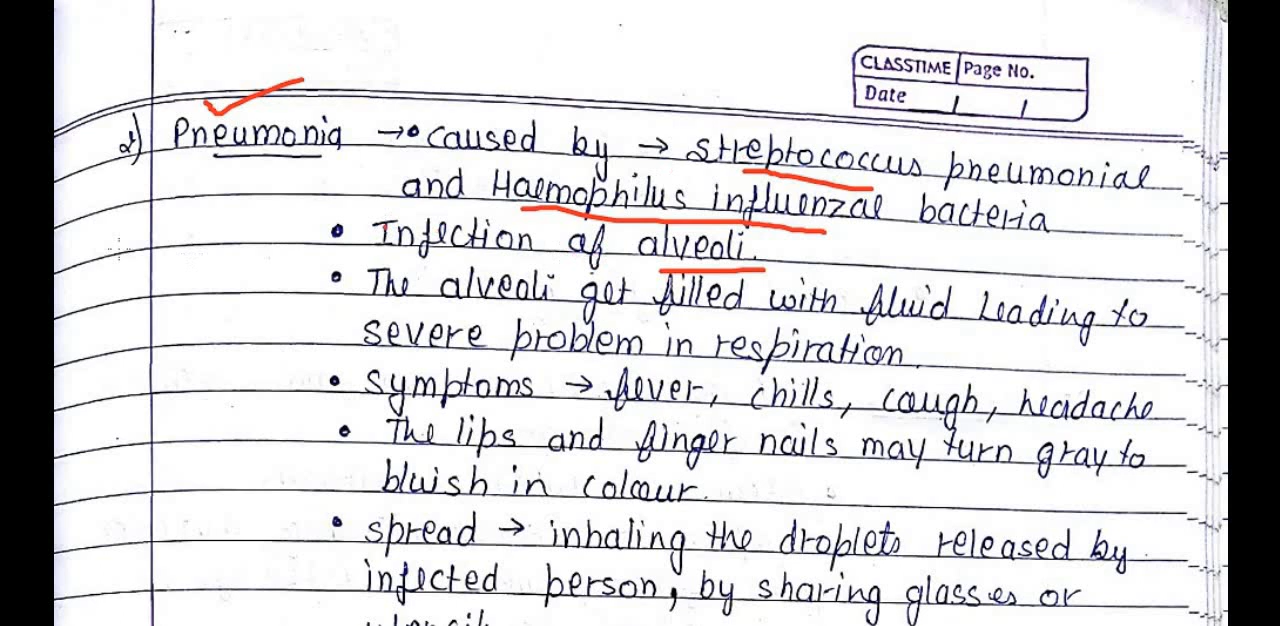 CLASSTIME Page No.
Date / /
2) Pneumonia →• caused by → streptococcus pneumonial
and Haemophilus influenzae bacteria
• Infection of alveoli.
• The alveoli get filled with fluid leading to
severe problem in respiration.
• symptoms → fever, chills, cough, headache
• The lips and finger nails may turn gray to
bluish in colour.
• spread → inhaling the droplets released by
infected person, by sharing glasses or